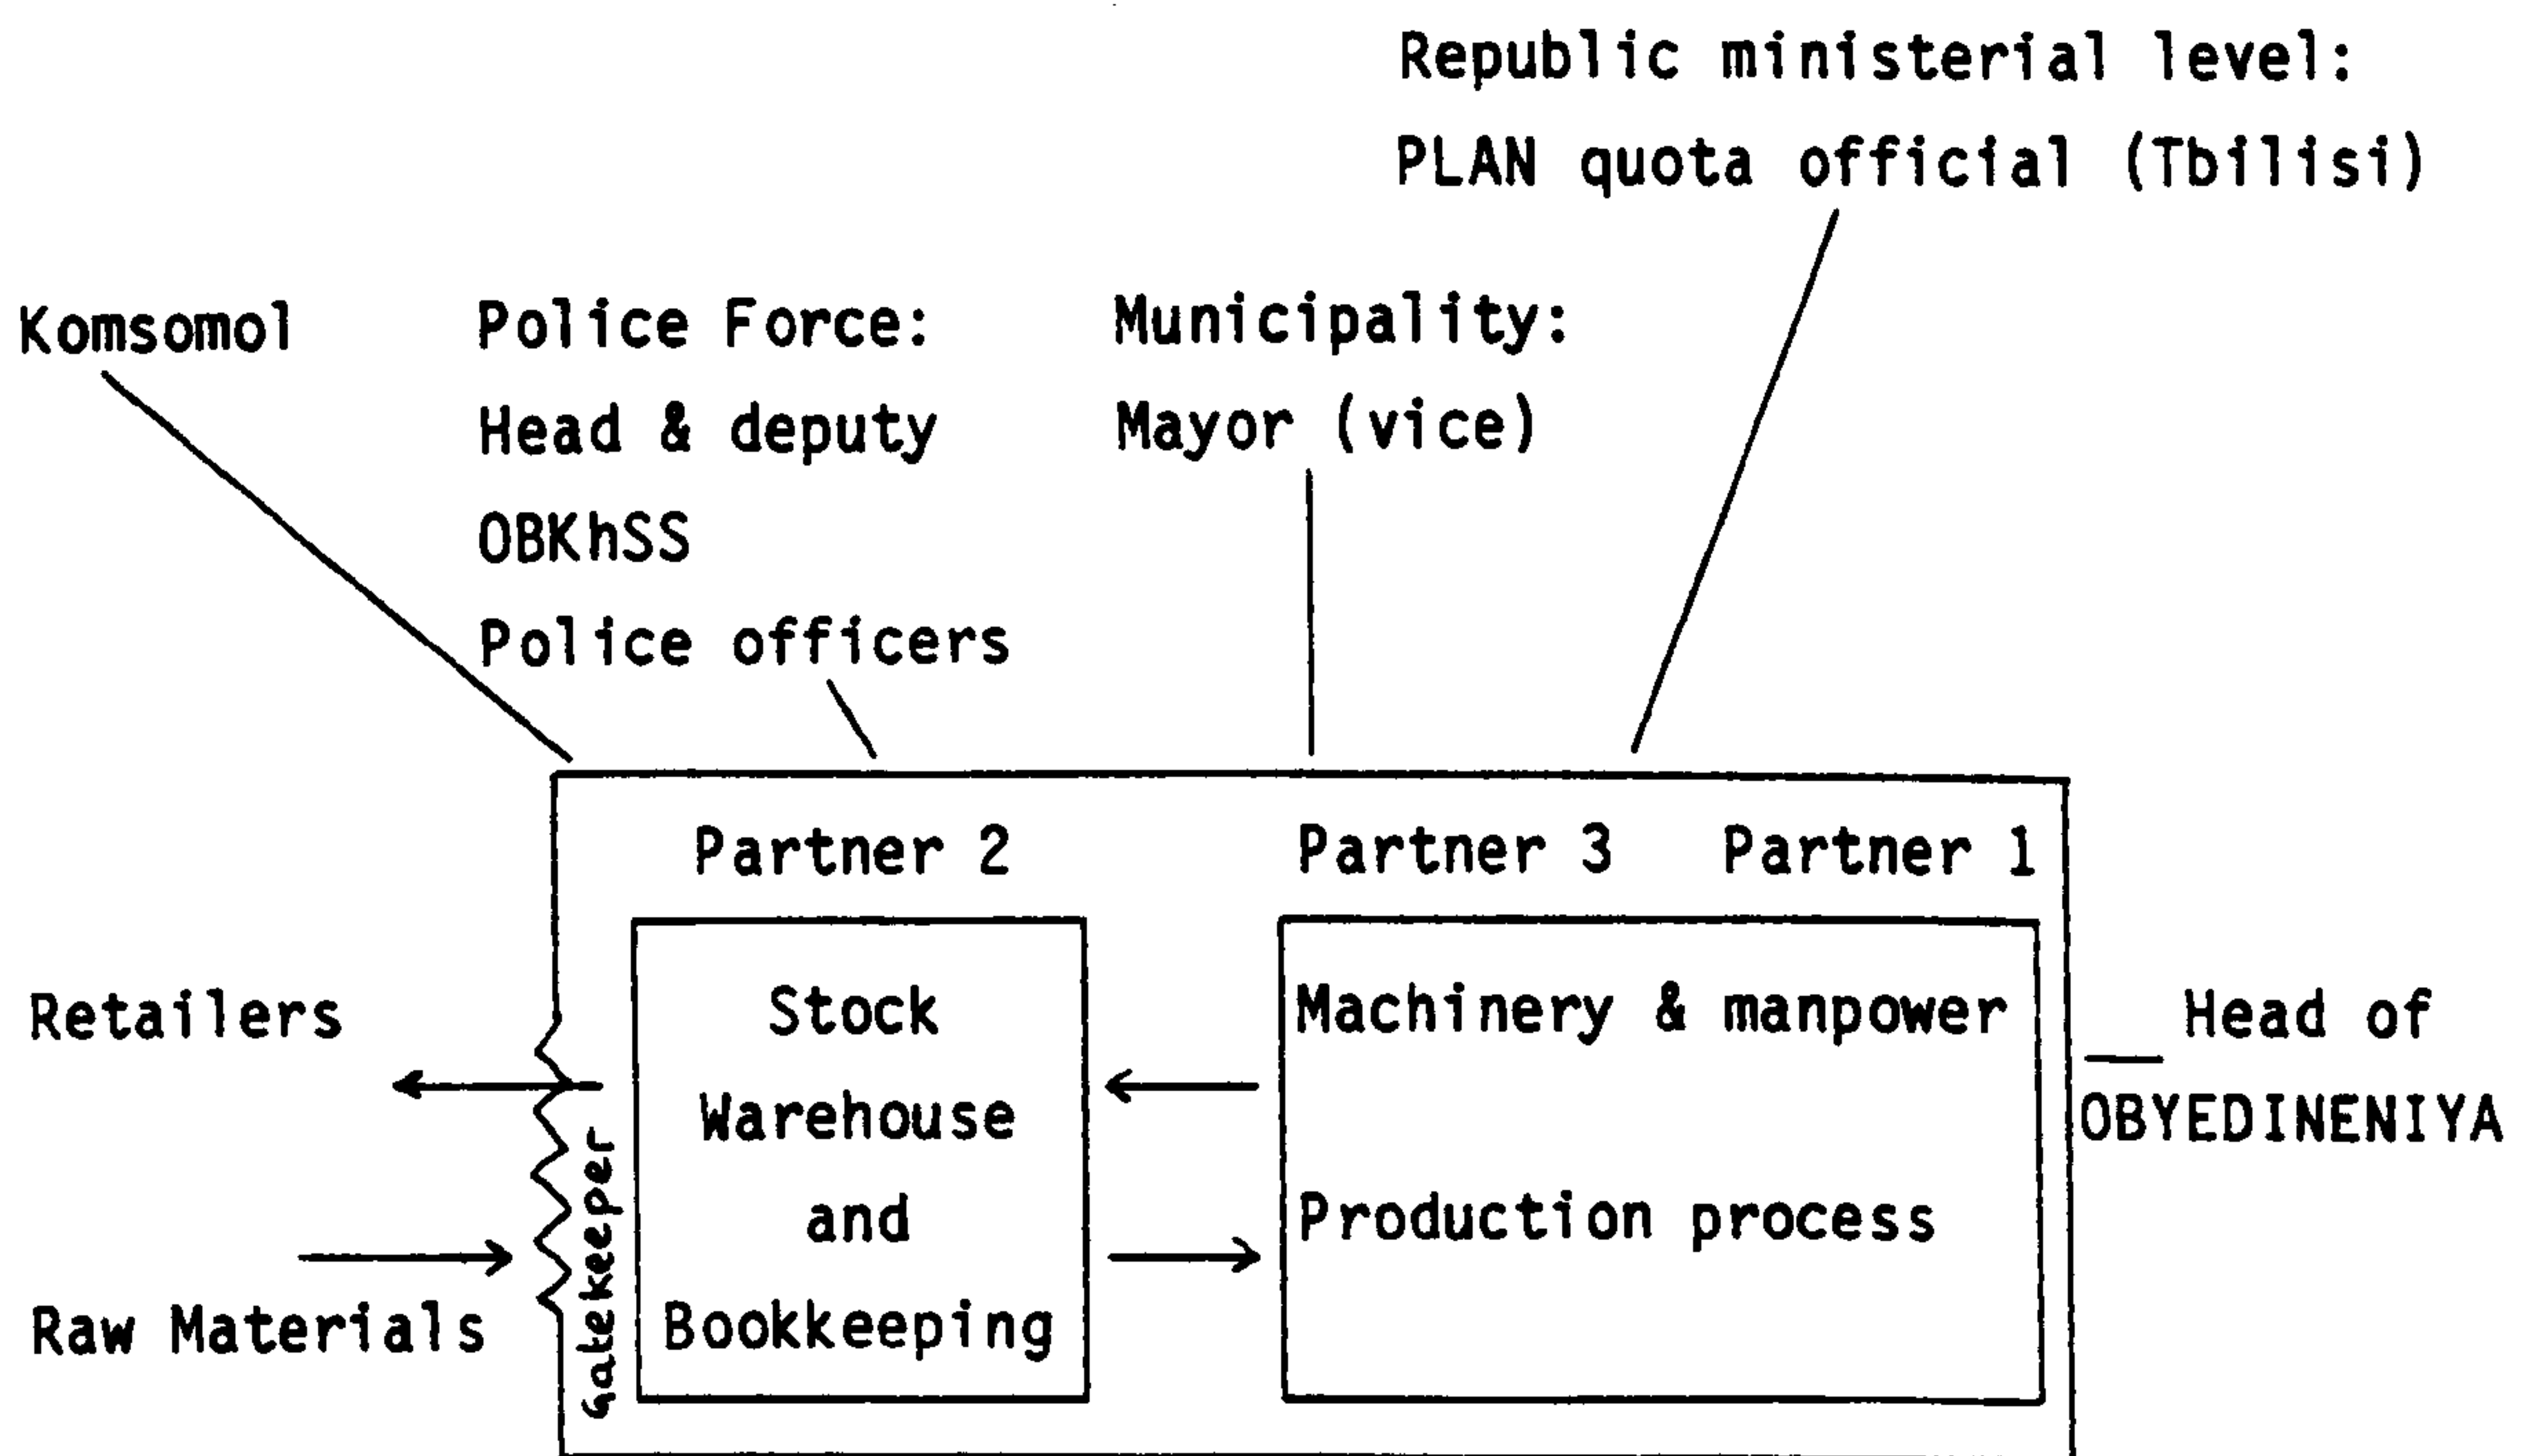 Republic ministerial level:
PLAN quota official (Tbilisi)
Komsomol
Police Force:
Head & deputy
OBKhSS
Police officers
Municipality:
Mayor (vice)
Partner 2
Partner 3
Partner 1
Retailers
Raw Materials
Gatekeeper
Stock
Warehouse
and
Bookkeeping
Machinery & manpower
Production process
Head of
OBYEDINENIYA